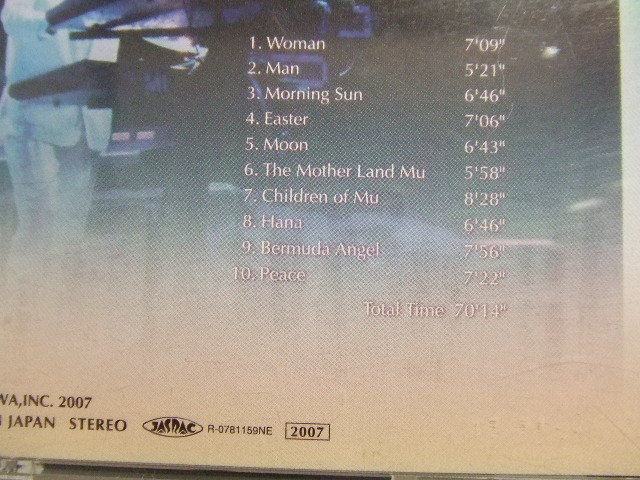 1. Woman 7'09"
2. Man 5'21"
3. Morning Sun 6'46"
4. Easter 7'06"
5. Moon 6'43"
6. The Mother Land Mu 5'58"
7. Children of Mu 8'28"
8. Hana 6'46"
9. Bermuda Angel 7'56"
10. Peace 7'22"
Total Time 70'14"
WA,INC. 2007
JAPAN STEREO JASRAC R-0781159NE 2007